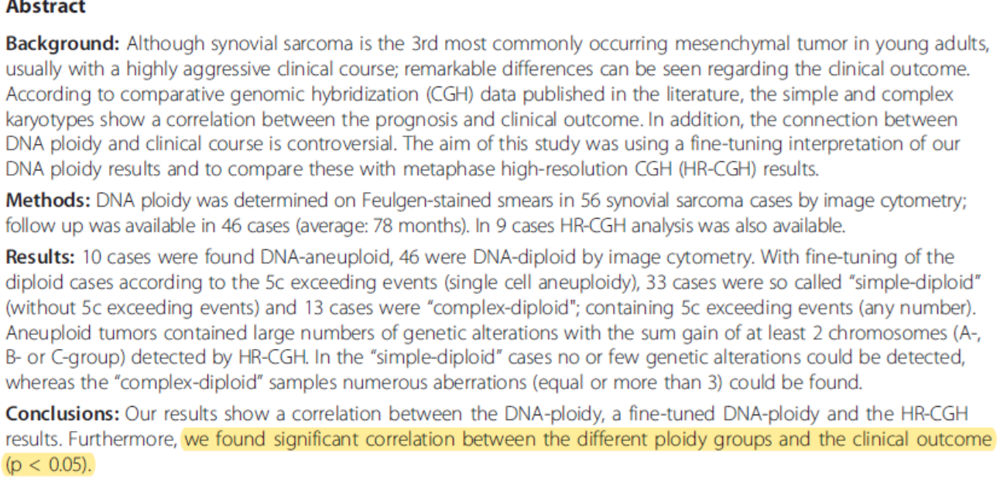 Abstract
Background: Although synovial sarcoma is the 3rd most commonly occurring mesenchymal tumor in young adults,
usually with a highly aggressive clinical course; remarkable differences can be seen regarding the clinical outcome.
According to comparative genomic hybridization (CGH) data published in the literature, the simple and complex
karyotypes show a correlation between the prognosis and clinical outcome. In addition, the connection between
DNA ploidy and clinical course is controversial. The aim of this study was using a fine-tuning interpretation of our
DNA ploidy results and to compare these with metaphase high-resolution CGH (HR-CGH) results.
Methods: DNA ploidy was determined on Feulgen-stained smears in 56 synovial sarcoma cases by image cytometry;
follow up was available in 46 cases (average: 78 months). In 9 cases HR-CGH analysis was also available.
Results: 10 cases were found DNA-aneuploid, 46 were DNA-diploid by image cytometry. With fine-tuning of the
diploid cases according to the 5c exceeding events (single cell aneuploidy), 33 cases were so called “simple-diploid”
(without 5c exceeding events) and 13 cases were “complex-diploid"; containing 5c exceeding events (any number).
Aneuploid tumors contained large numbers of genetic alterations with the sum gain of at least 2 chromosomes (A-,
B- or C-group) detected by HR-CGH. In the “simple-diploid” cases no or few genetic alterations could be detected,
whereas the “complex-diploid” samples numerous aberrations (equal or more than 3) could be found.
Conclusions: Our results show a correlation between the DNA-ploidy, a fine-tuned DNA-ploidy and the HR-CGH
results. Furthermore, we found significant correlation between the different ploidy groups and the clinical outcome
(p < 0.05).